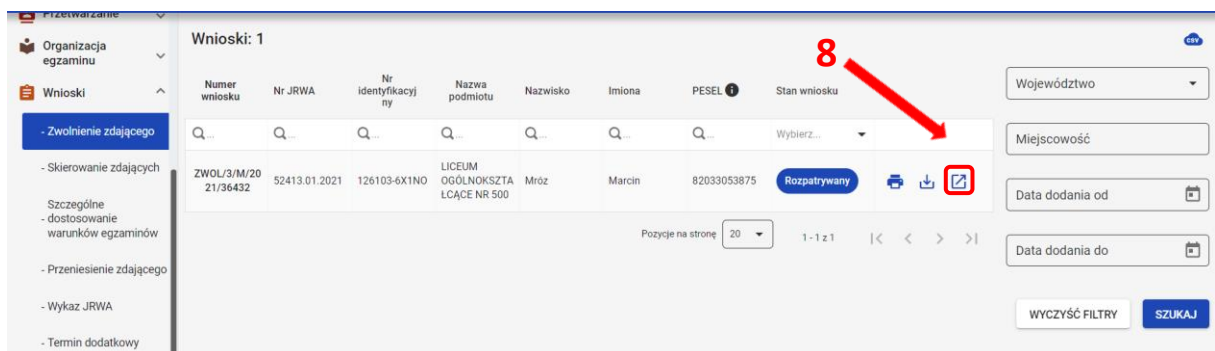 Przetwarzanie
Organizacja
egzaminu
Wnioski
- Zwolnienie zdającego
- Skierowanie zdających
Szczególne
- dostosowanie
warunków egzaminów
- Przeniesienie zdającego
- Wykaz JRWA
- Termin dodatkowy
Wnioski: 1
8
CSV
Numer
wniosku
Nr JRWA
Nr
identyfikacyj
ny
Nazwa
podmiotu
Nazwisko
Imiona
PESEL
Stan wniosku
... ... ... ... ... ... ... Wybierz...
ZWOL/3/M/20
21/36432
52413.01.2021
126103-6X1NO
LICEUM
OGÓLNOKSZTA
ŁCĄCE NR 500
Mróz
Marcin
82033053875
Rozpatrywany
Pozycje na stronę 20 1 - 1 z 1
Województwo
Miejscowość
Data dodania od
Data dodania do
WYCZYŚĆ FILTRY
SZUKAJ